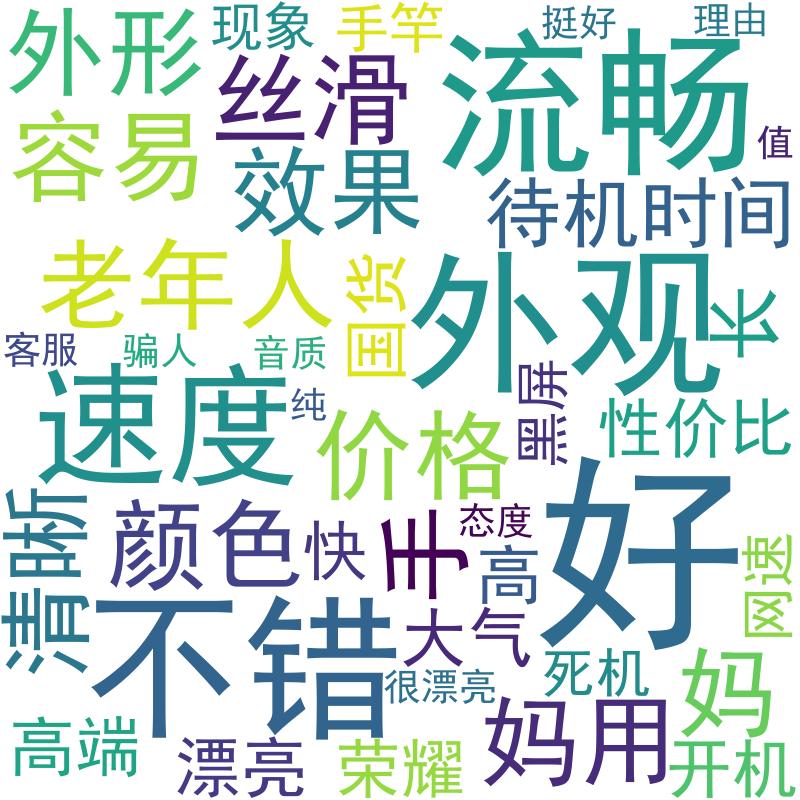 外形
现象
手竿
挺好
理由
丝滑
流畅
容易
效果
值
待机时间
老年人
国货
外观
长
客服
骗人
音质
速度
纯
价格
黑屏
性价比
清晰
颜色
快
手
态度
高
好
网速
不错
大气
很漂亮
死机
妈
高端
漂亮
荣耀
妈用
开机